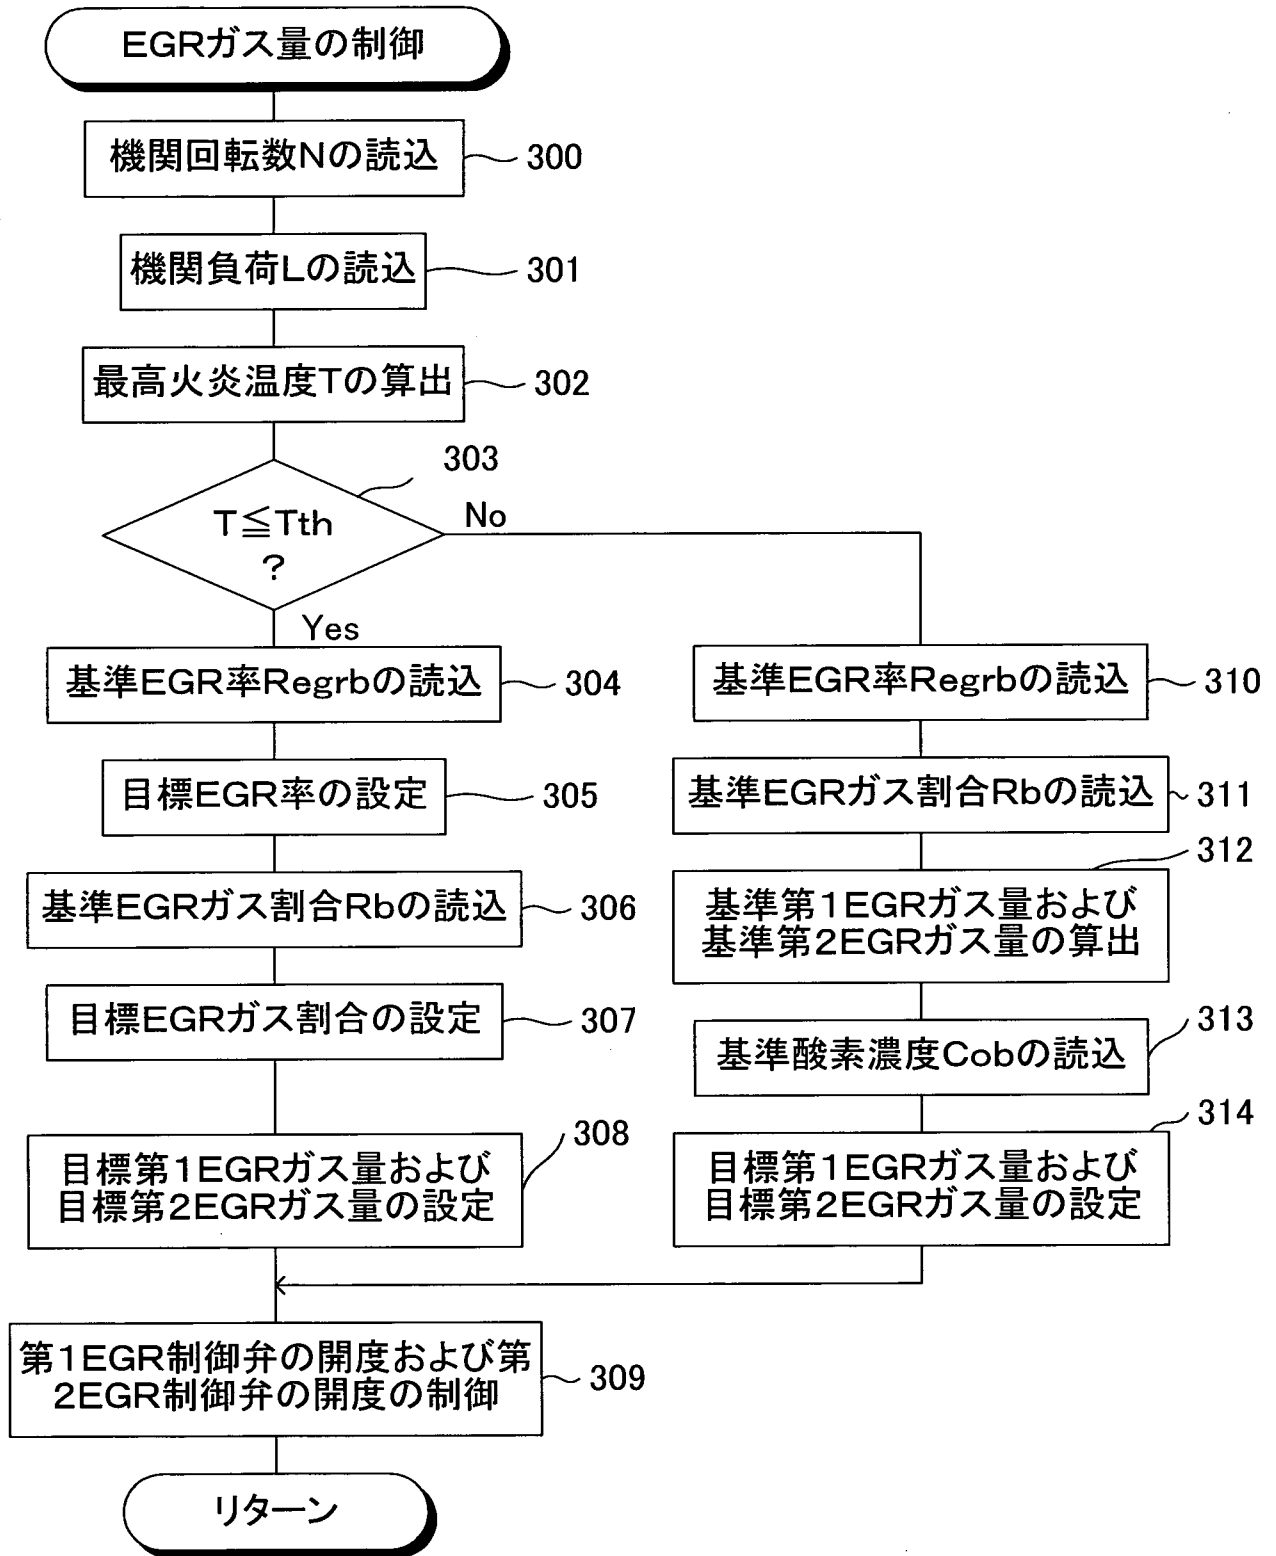 EGRガス量の制御
機関回転数Nの読込
300
機関負荷Lの読込
301
最高火炎温度Tの算出
302
303
T≦Tth
?
No
Yes
基準EGR率Regrbの読込
304
目標EGR率の設定
305
基準EGRガス割合Rbの読込
306
目標EGRガス割合の設定
307
目標第1EGRガス量および
目標第2EGRガス量の設定
308
基準EGR率Regrbの読込
310
基準EGRガス割合Rbの読込
311
基準第1EGRガス量および
基準第2EGRガス量の算出
312
基準酸素濃度Cobの読込
313
目標第1EGRガス量および
目標第2EGRガス量の設定
314
第1EGR制御弁の開度および第
2EGR制御弁の開度の制御
309
リターン